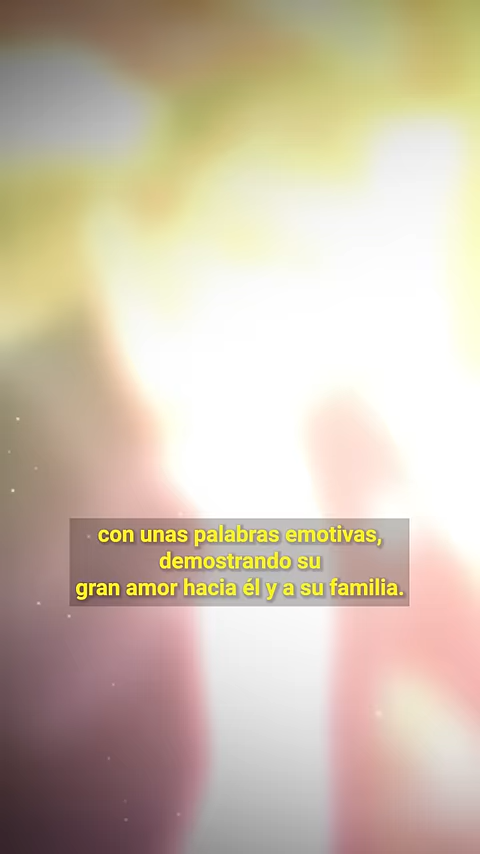 con unas palabras emotivas,
demostrando su
gran amor hacia él y a su familia.